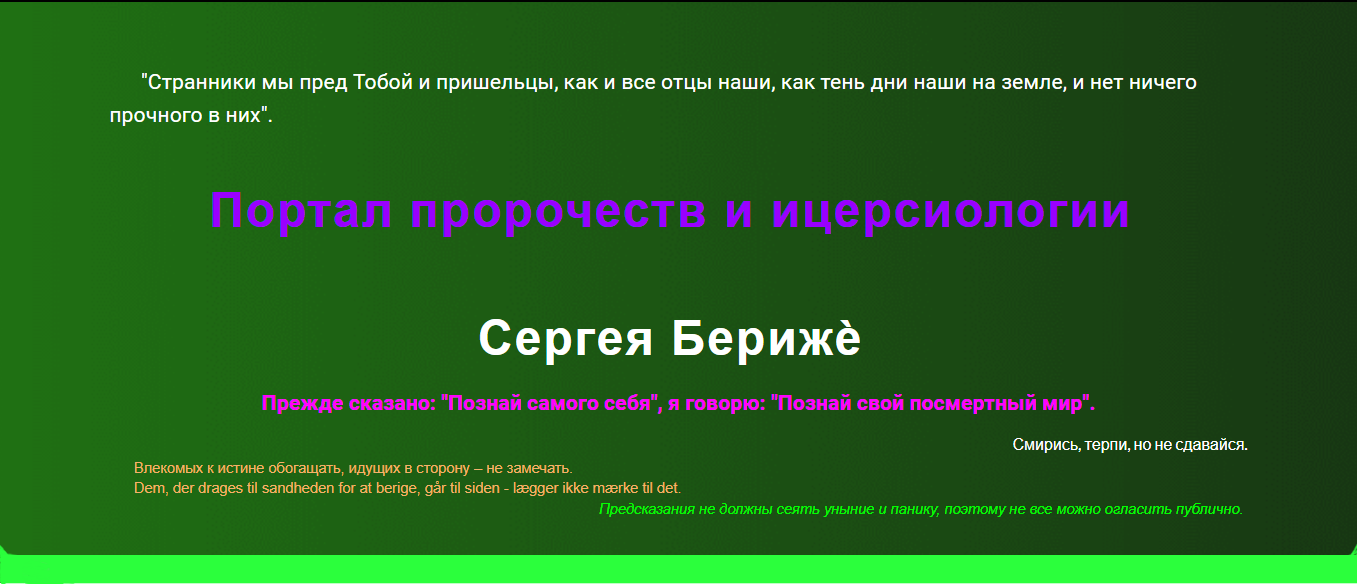 "Странники мы пред Тобой и пришельцы, как и все отцы наши, как тень дни наши на земле, и нет ничего
прочного в них".
Портал пророчеств и ицерсиологии
Сергея Берижѐ
Прежде сказано: "Познай самого себя", я говорю: "Познай свой посмертный мир".
Смирись, терпи, но не сдавайся.
Влекомых к истине обогащать, идущих в сторону – не замечать.
Dem, der drages til sandheden for at berige, går til siden - lægger ikke mærke til det.
Предсказания не должны сеять уныние и панику, поэтому не все можно огласить публично.